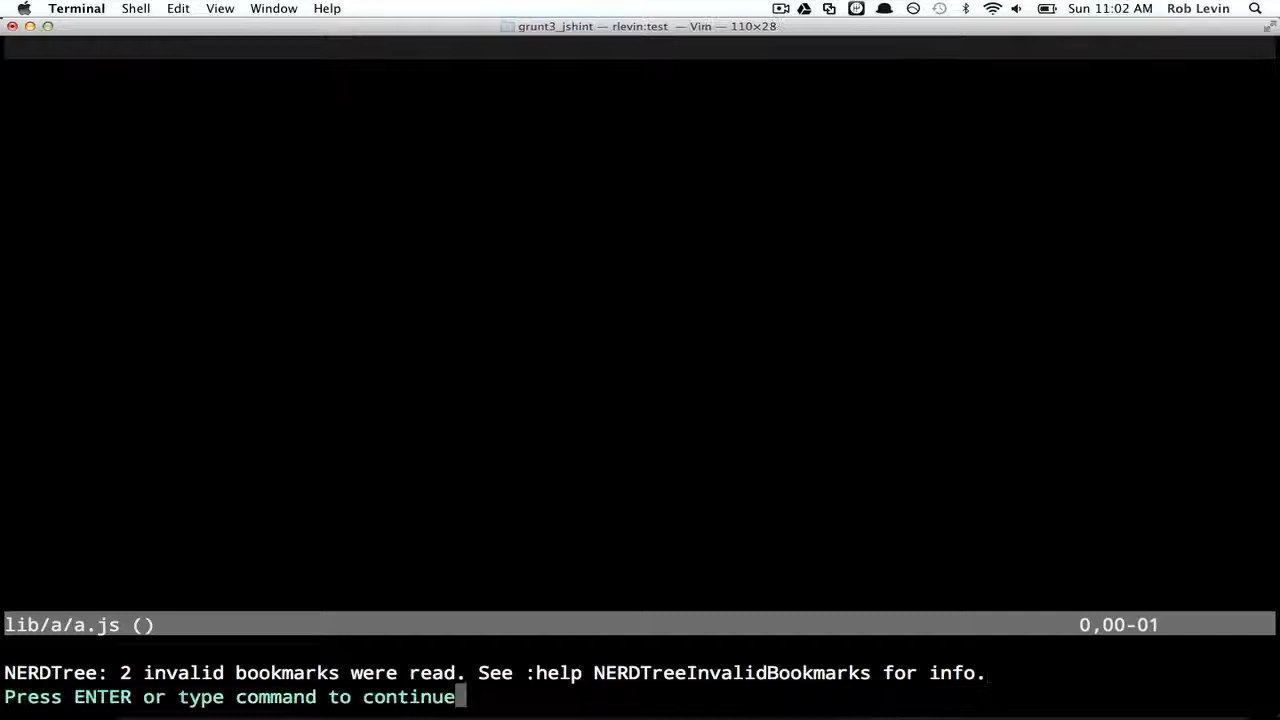 Terminal Shell Edit View Window Help Sun 11:02 AM Rob Levin
grunt3_jshint — rlevin:test — Vim — 110×28
lib/a/a.js () 0,00-01
NERDTree: 2 invalid bookmarks were read. See :help NERDTreeInvalidBookmarks for info.
Press ENTER or type command to continue